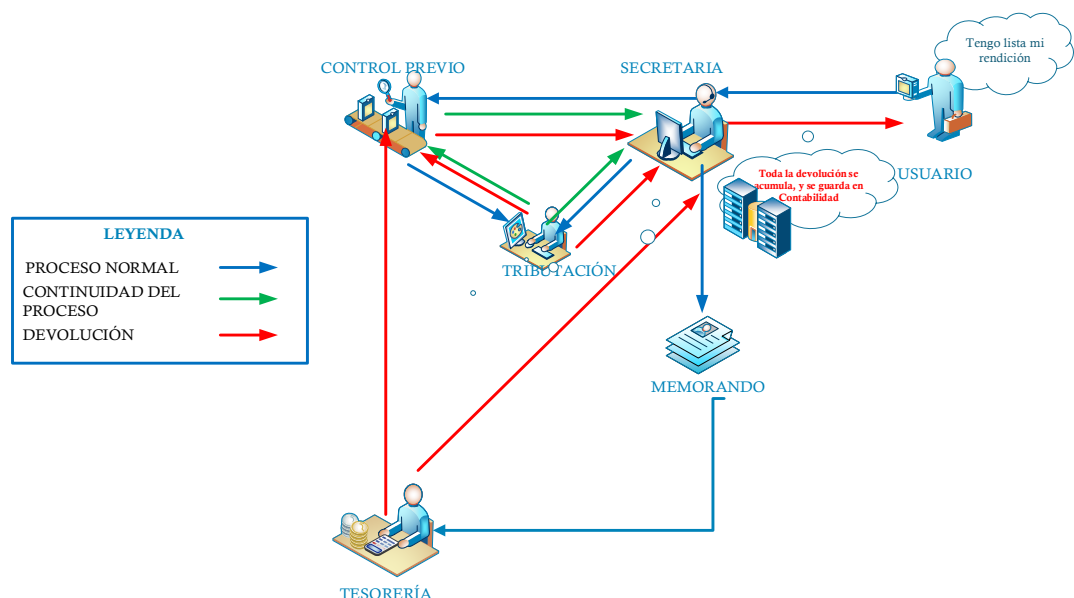 Tengo lista mi
rendición
CONTROL PREVIO
SECRETARIA
USUARIO
Toda la devolución se
acumula, y se guarda en
Contabilidad
TRIBUTACIÓN
LEYENDA
PROCESO NORMAL
CONTINUIDAD DEL
PROCESO
DEVOLUCIÓN
MEMORANDO
TESORERÍA